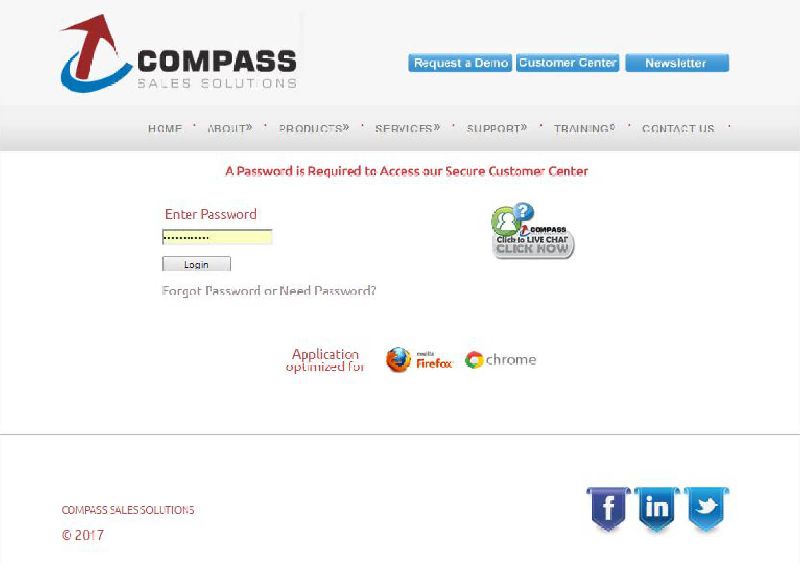 COMPASS
SALES SOLUTIONS
Request a Demo Customer Center Newsletter
HOME ABOUT» PRODUCTS» SERVICES» SUPPORT» TRAINING© CONTACT US
A Password is Required to Access our Secure Customer Center
Enter Password
••••••••••••
COMPASS
Click to LIVE CHAT
CLICK NOW
Login
Forgot Password or Need Password?
Application
optimized for
mozilla
Firefox
chrome
COMPASS SALES SOLUTIONS
© 2017